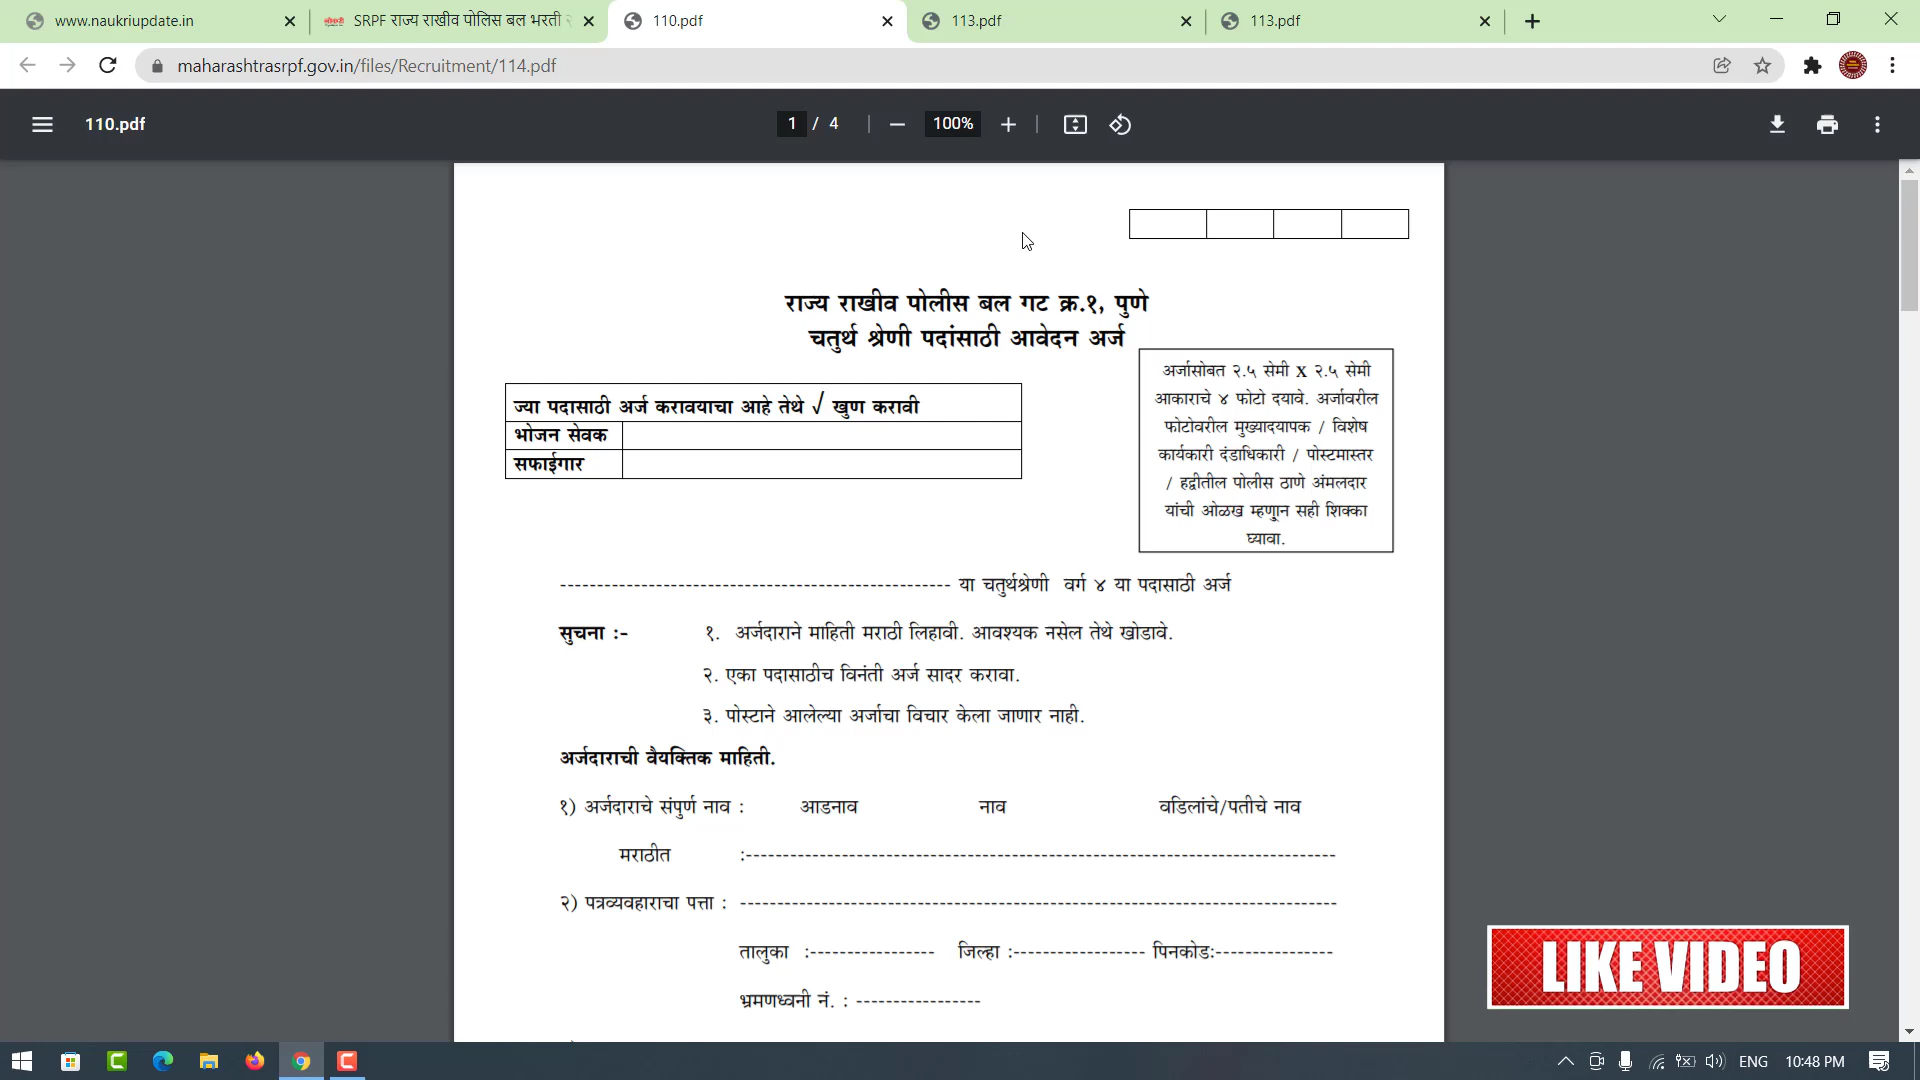 www.naukriupdate.in
SRPF राज्य राखीव पोलिस बल भरती
110.pdf
113.pdf
113.pdf
maharashtrasrpf.gov.in/files/Recruitment/114.pdf
110.pdf
1 / 4
100%
राज्य राखीव पोलीस बल गट क्र.१, पुणे
चतुर्थ श्रेणी पदांसाठी आवेदन अर्ज
ज्या पदासाठी अर्ज करावयाचा आहे तेथे √ खुण करावी
भोजन सेवक
सफाईगार
अर्जासोबत २.५ सेमी X २.५ सेमी
आकाराचे ४ फोटो दयावे. अर्जावरील
फोटोवरील मुख्यादयापक / विशेष
कार्यकारी दंडाधिकारी / पोस्टमास्तर
/ हद्दीतील पोलीस ठाणे अंमलदार
यांची ओळख म्हणून सही शिक्का
घ्यावा.
----------------------------------------------------- या चतुर्थश्रेणी वर्ग ४ या पदासाठी अर्ज
सुचना :- १. अर्जदाराने माहिती मराठी लिहावी. आवश्यक नसेल तेथे खोडावे.
२. एका पदासाठीच विनंती अर्ज सादर करावा.
३. पोस्टाने आलेल्या अर्जाचा विचार केला जाणार नाही.
अर्जदाराची वैयक्तिक माहिती.
१) अर्जदाराचे संपुर्ण नाव : आडनाव नाव वडिलांचे/पतीचे नाव
मराठीत :--------------------------------------------------------------------------------
२) पत्रव्यवहाराचा पत्ता : ---------------------------------------------------------------------------------
तालुका :----------------- जिल्हा :------------------ पिनकोड:----------------
भ्रमणध्वनी नं. : -----------------
LIKE VIDEO
ENG
10:48 PM